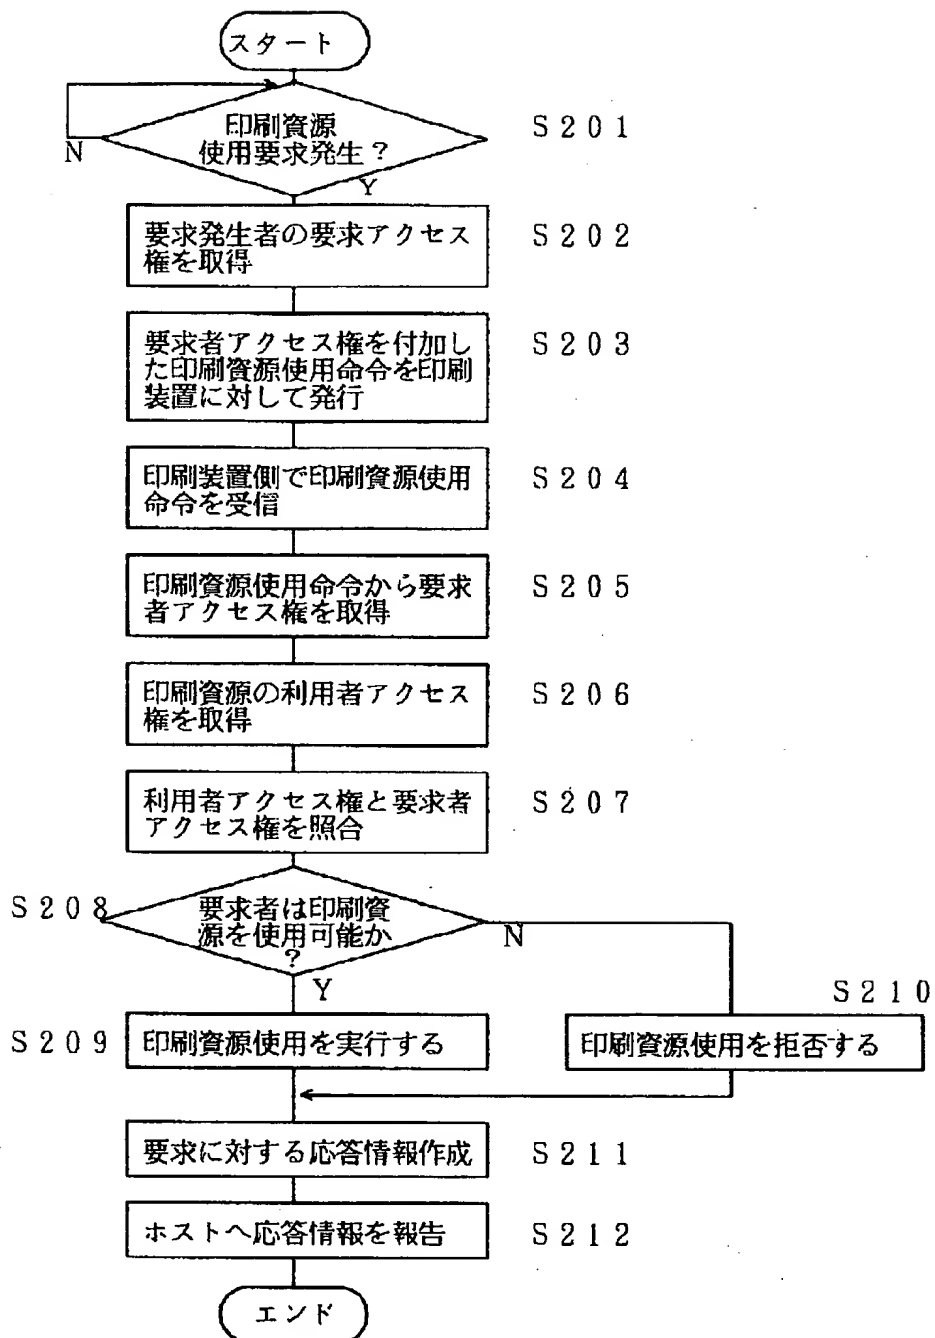 スタート
印刷資源
使用要求発生？
S201
N
Y
要求発生者の要求アクセス
権を取得
S202
要求者アクセス権を付加し
た印刷資源使用命令を印刷
装置に対して発行
S203
印刷装置側で印刷資源使用
命令を受信
S204
印刷資源使用命令から要求
者アクセス権を取得
S205
印刷資源の利用者アクセス
権を取得
S206
利用者アクセス権と要求者
アクセス権を照合
S207
S208
要求者は印刷資
源を使用可能か
？
N
Y
S210
S209
印刷資源使用を実行する
印刷資源使用を拒否する
要求に対する応答情報作成
S211
ホストへ応答情報を報告
S212
エンド